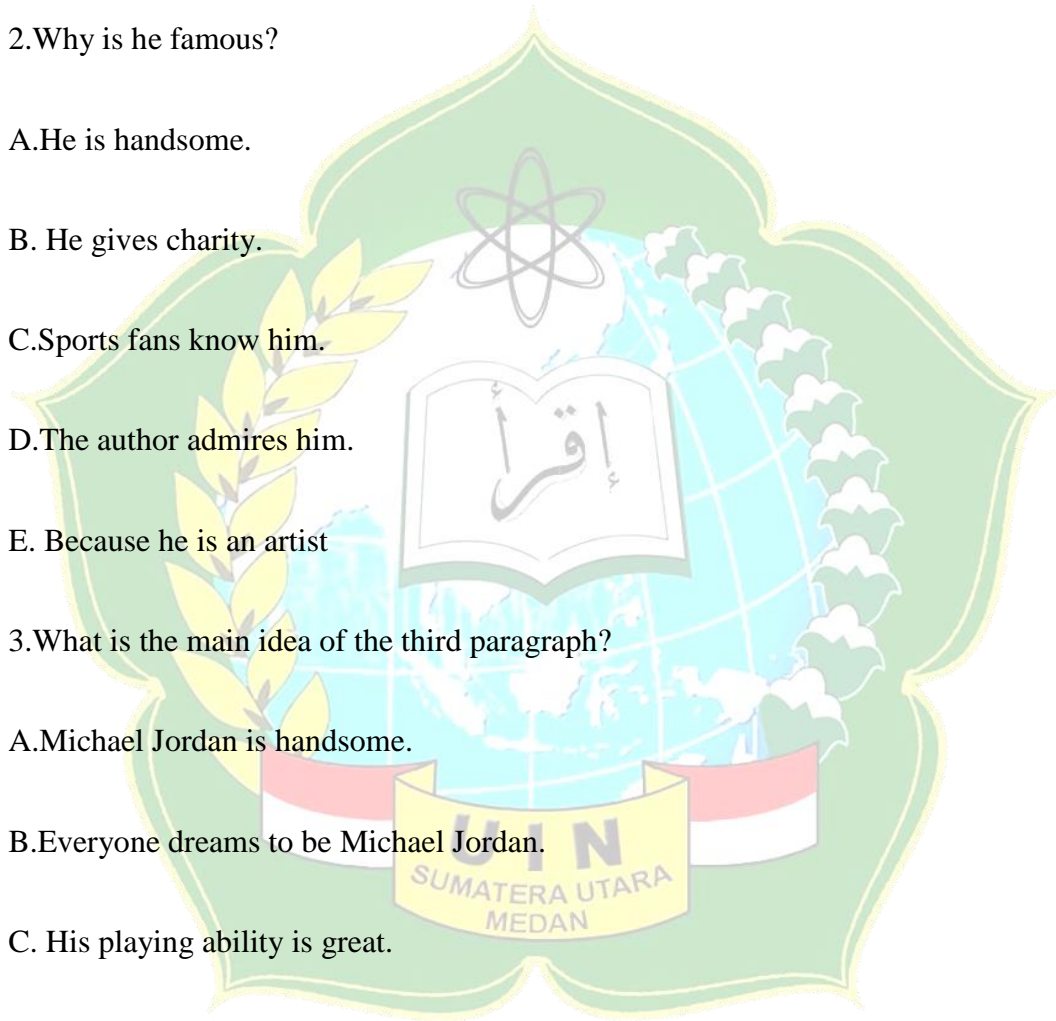 2.Why is he famous?
A.He is handsome.
B. He gives charity.
C.Sports fans know him.
D.The author admires him.
إقرأ
E. Because he is an artist
3.What is the main idea of the third paragraph?
A.Michael Jordan is handsome.
B.Everyone dreams to be Michael Jordan.
UIN
SUMATERA UTARA
MEDAN
C. His playing ability is great.